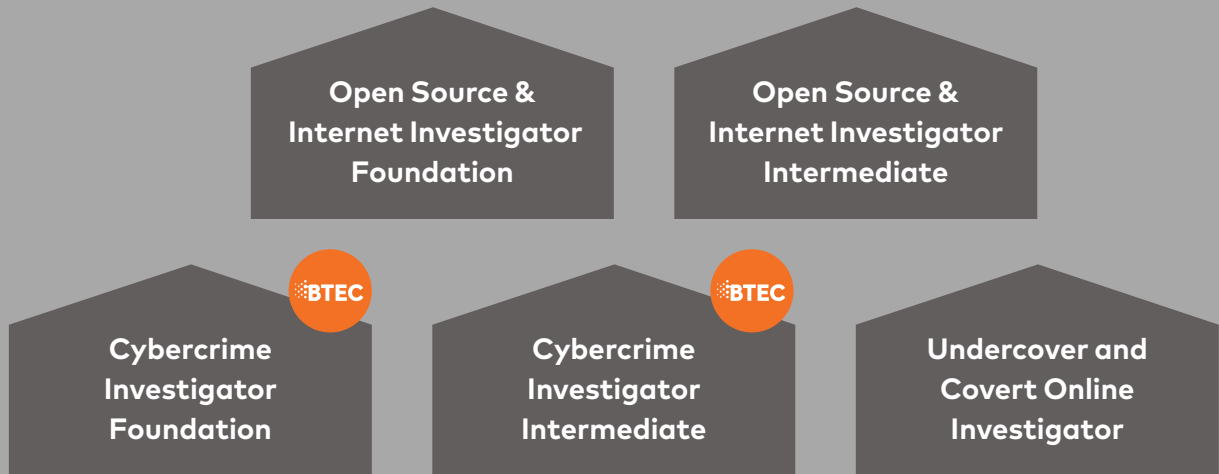 Open Source &
Internet Investigator
Foundation
Open Source &
Internet Investigator
Intermediate
BTEC
BTEC
Cybercrime
Investigator
Foundation
Cybercrime
Investigator
Intermediate
Undercover and
Covert Online
Investigator